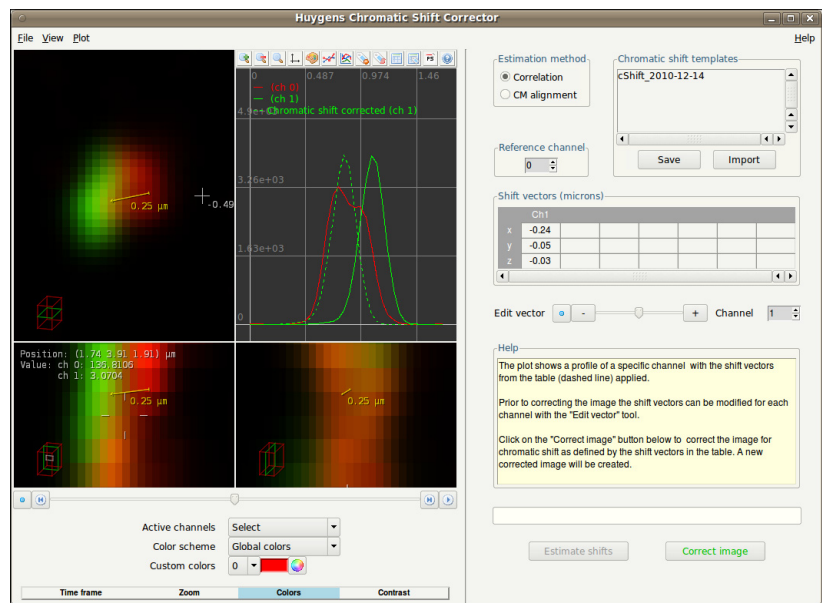 Huygens Chromatic Shift Corrector
File View Plot Help
0 0.487 0.974 1.46
(ch 0)
(ch 1)
Chromatic shift corrected (ch 1)
4.9e+03
3.26e+03
1.63e+03
0
0.25 µm
-0.49
Position: (1.74 3.91 1.91) µm
Value: ch 0: 135.8106
ch 1: 3.0704
0.25 µm
0.25 µm
Active channels Select
Color scheme Global colors
Custom colors 0
Time frame Zoom Colors Contrast
FS
Estimation method
Correlation
CM alignment
Chromatic shift templates
cShift_2010-12-14
Save Import
Reference channel
0
Shift vectors (microns)
Ch1
x -0.24
y -0.05
z -0.03
Edit vector - + Channel 1
Help
The plot shows a profile of a specific channel with the shift vectors
from the table (dashed line) applied.
Prior to correcting the image the shift vectors can be modified for each
channel with the "Edit vector" tool.
Click on the "Correct image" button below to correct the image for
chromatic shift as defined by the shift vectors in the table. A new
corrected image will be created.
Estimate shifts Correct image